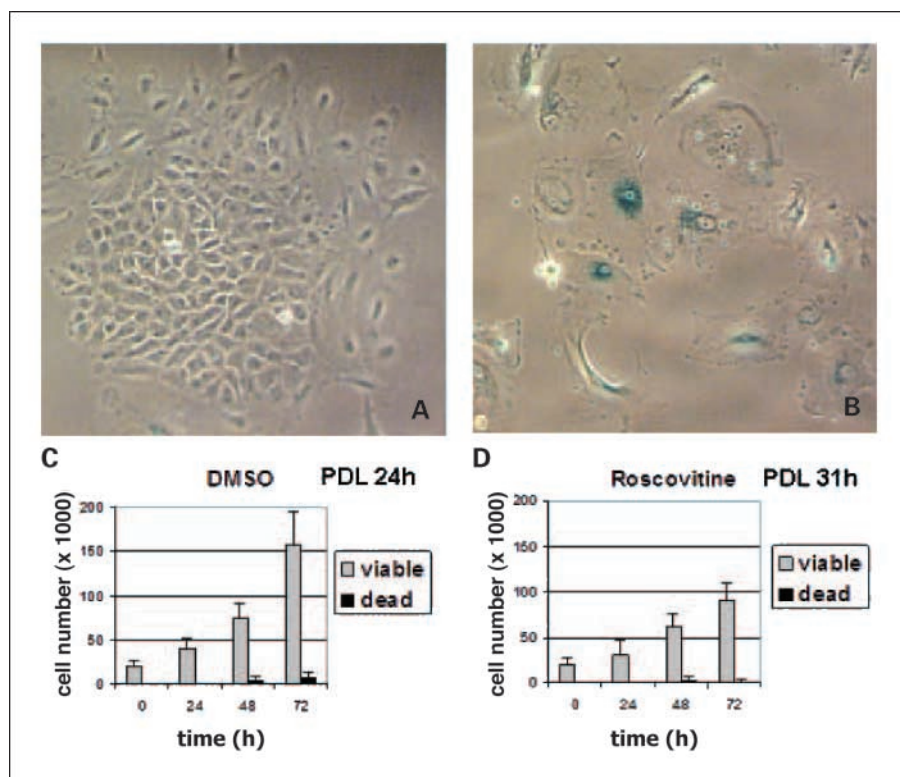 A
B
C
DMSO PDL 24h
cell number (x 1000)
200
150
100
50
0
0 24 48 72
time (h)
viable
dead
D
Roscovitine PDL 31h
cell number (x 1000)
200
150
100
50
0
0 24 48 72
time (h)
viable
dead